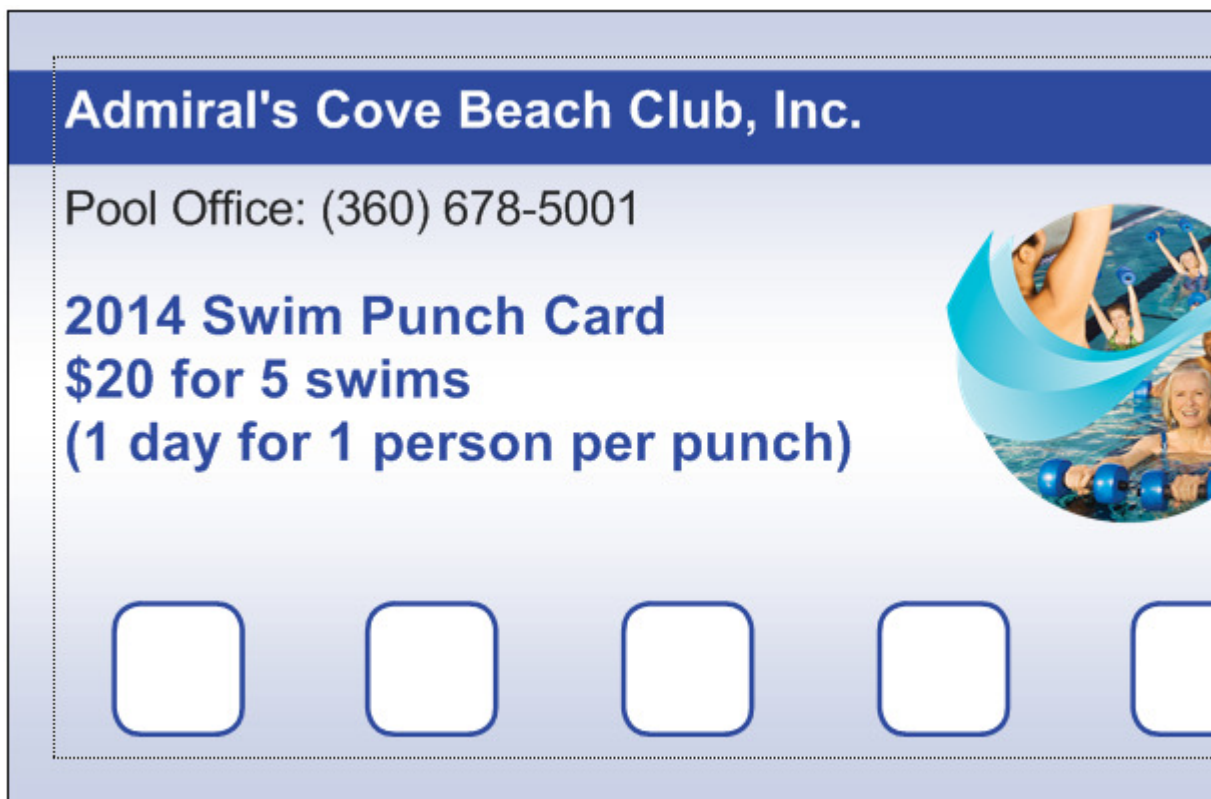 Admiral's Cove Beach Club, Inc.
Pool Office: (360) 678-5001
2014 Swim Punch Card
$20 for 5 swims
(1 day for 1 person per punch)